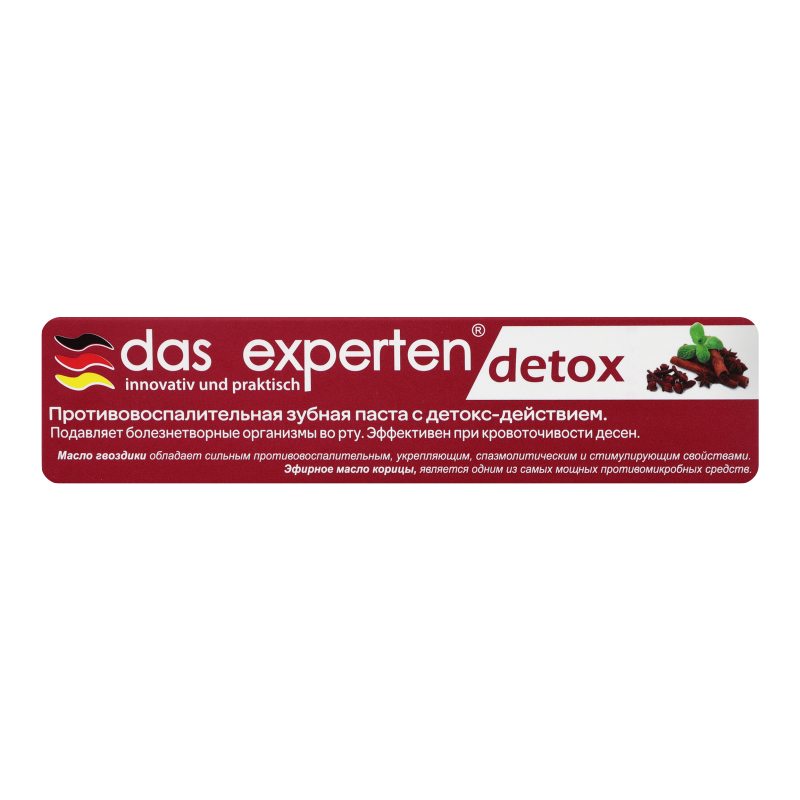 das experten®
innovativ und praktisch
detox
Противовоспалительная зубная паста с детокс-действием.
Подавляет болезнетворные организмы во рту. Эффективен при кровоточивости десен.
Масло гвоздики обладает сильным противовоспалительным, укрепляющим, спазмолитическим и стимулирующим свойствами.
Эфирное масло корицы, является одним из самых мощных противомикробных средств.